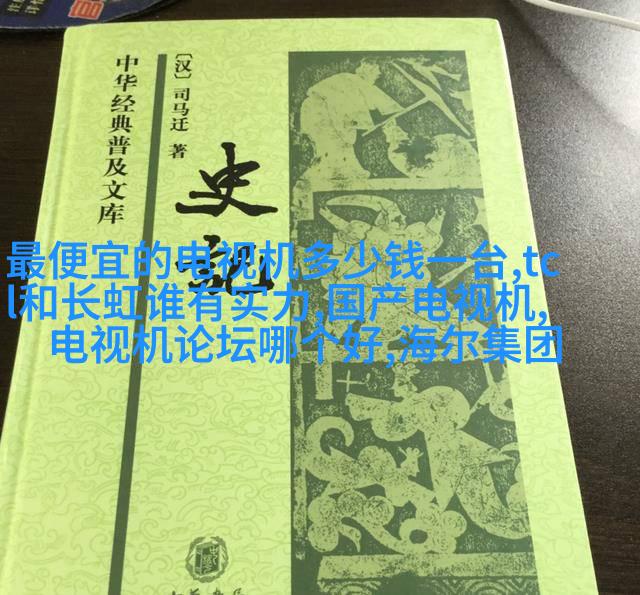 中华经典普及文库
〔汉〕司马迁 著
史记
最便宜的电视机多少钱一台,tc
l和长虹谁有实力,国产电视机,
电视机论坛哪个好,海尔集团